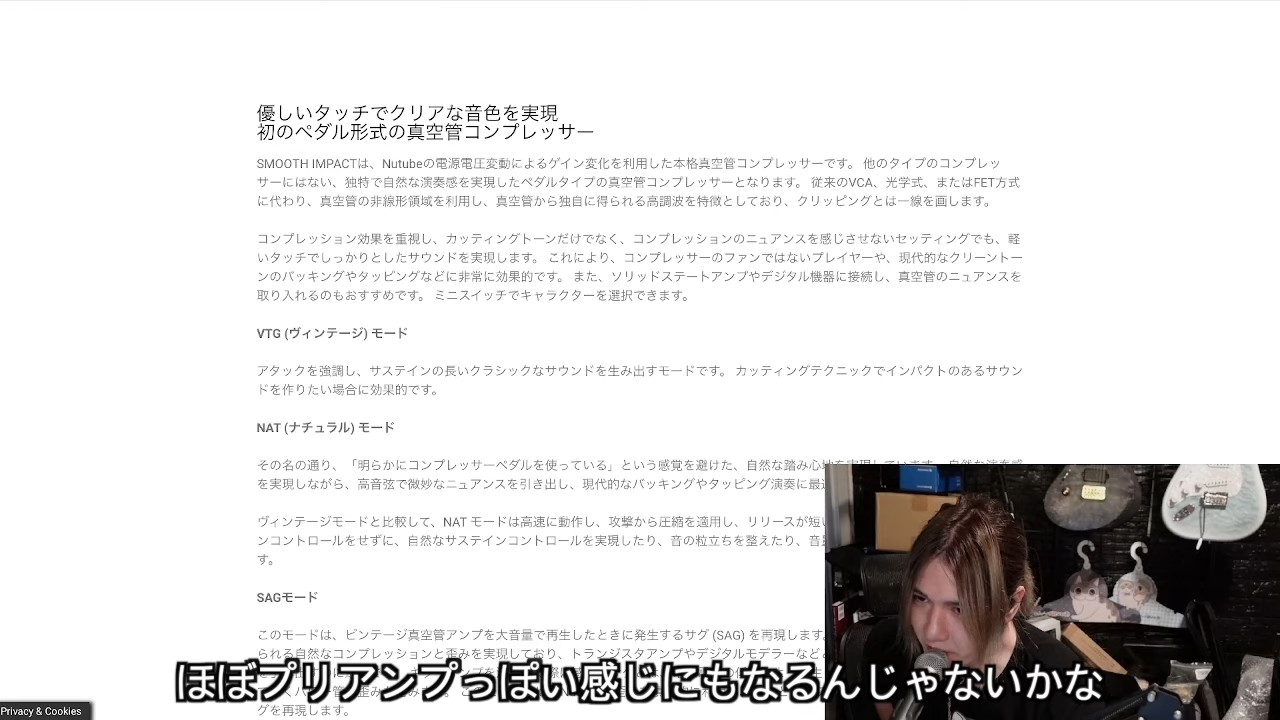 優しいタッチでクリアな音色を実現
初のペダル形式の真空管コンプレッサー
SMOOTH IMPACTは、Nutubeの電源電圧変動によるゲイン変化を利用した本格真空管コンプレッサーです。 他のタイプのコンプレッ
サーにはない、独特で自然な演奏感を実現したペダルタイプの真空管コンプレッサーとなります。 従来のVCA、光学式、またはFET方式
に代わり、真空管の非線形領域を利用し、真空管から独自に得られる高調波を特徴としており、クリッピングとは一線を画します。
コンプレッション効果を重視し、カッティングトーンだけでなく、コンプレッションのニュアンスを感じさせないセッティングでも、軽
いタッチでしっかりとしたサウンドを実現します。 これにより、コンプレッサーのファンではないプレイヤーや、現代的なクリーントー
ンのバッキングやタッピングなどに非常に効果的です。 また、ソリッドステートアンプやデジタル機器に接続し、真空管のニュアンスを
取り入れるのもおすすめです。 ミニスイッチでキャラクターを選択できます。
VTG (ヴィンテージ) モード
アタックを強調し、サステインの長いクラシックなサウンドを生み出すモードです。 カッティングテクニックでインパクトのあるサウン
ドを作りたい場合に効果的です。
NAT (ナチュラル) モード
その名の通り、「明らかにコンプレッサーペダルを使っている」という感覚を避けた、自然な踏み心地を実現しています。 自然な演奏感
を実現しながら、高音弦で微妙なニュアンスを引き出し、現代的なバッキングやタッピング演奏に最
ヴィンテージモードと比較して、NAT モードは高速に動作し、攻撃から圧縮を適用し、リリースが短い
ンコントロールをせずに、自然なサステインコントロールを実現したり、音の粒立ちを整えたり、音
す。
SAGモード
このモードは、ビンテージ真空管アンプを大音量で再生したときに発生するサグ (SAG) を再現します。
られる自然なコンプレッションと歪みを実現しており、トランジスタアンプやデジタルモデラーなど
ほぼプリアンプっぽい感じにもなるんじゃないかな
グを再現します。
Privacy & Cookies